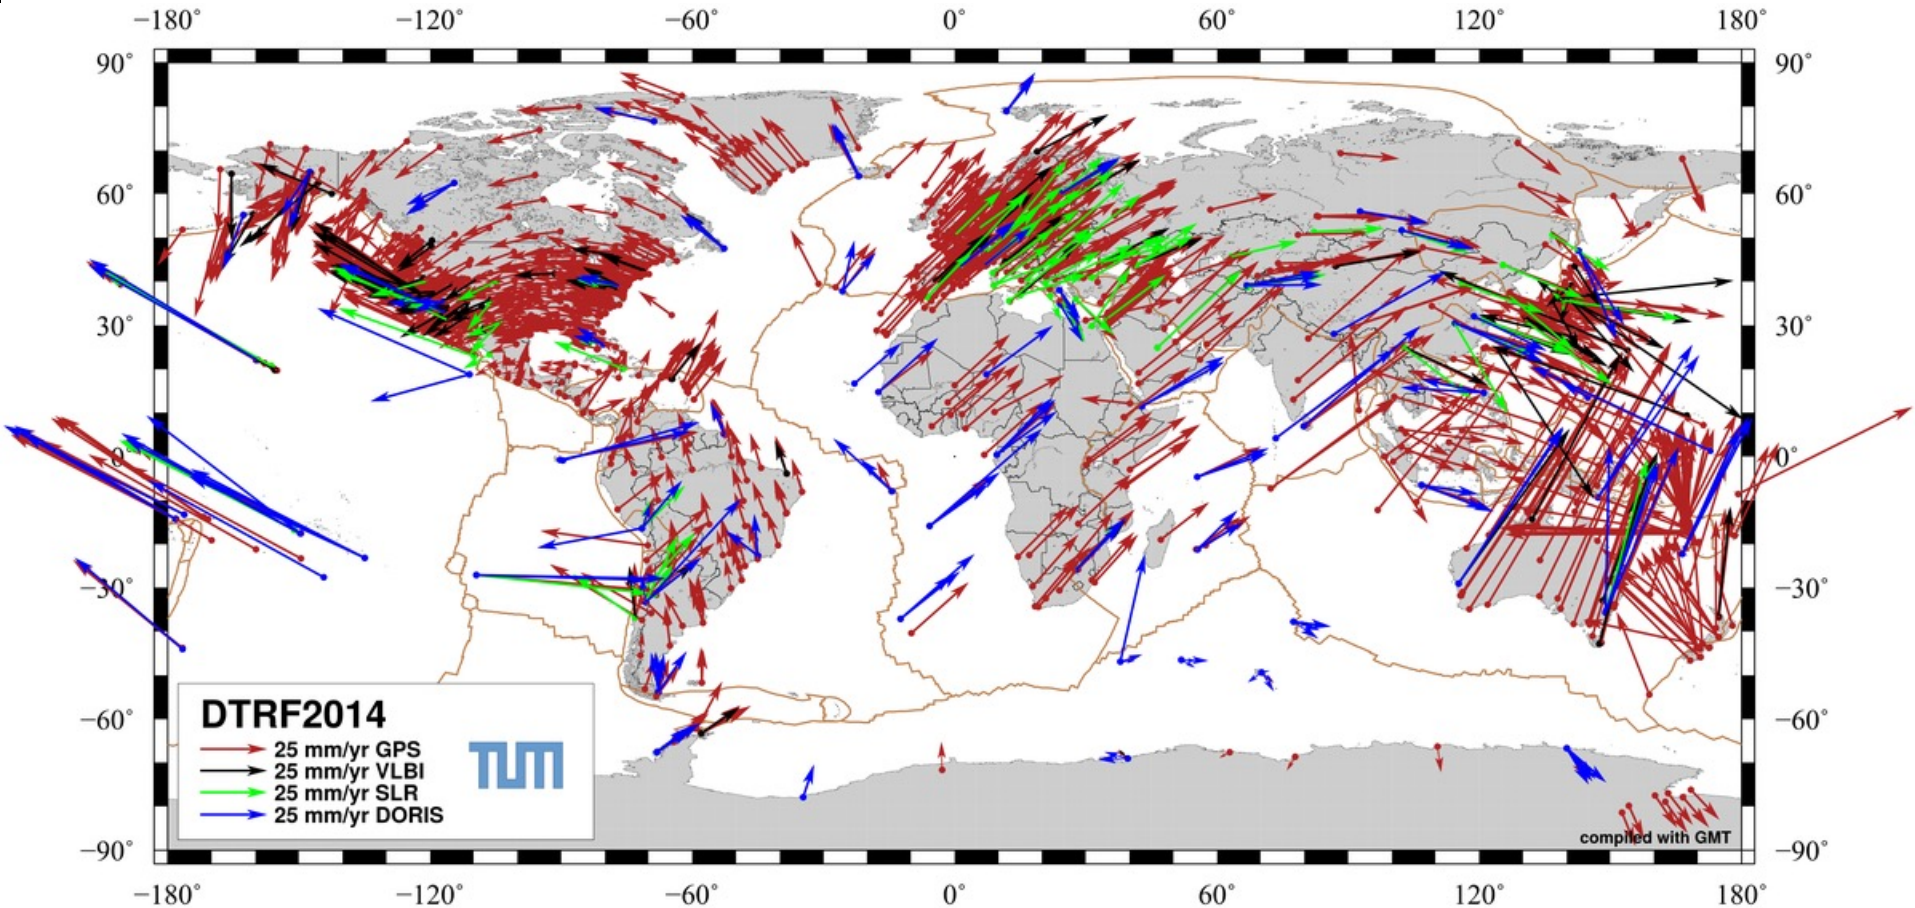 −180° −120° −60° 0° 60° 120° 180°
90° 90°
60° 60°
30° 30°
0° 0°
−30° −30°
−60° −60°
−90° −90°
DTRF2014
25 mm/yr GPS
25 mm/yr VLBI
25 mm/yr SLR
25 mm/yr DORIS
TUM
compiled with GMT
−180° −120° −60° 0° 60° 120° 180°